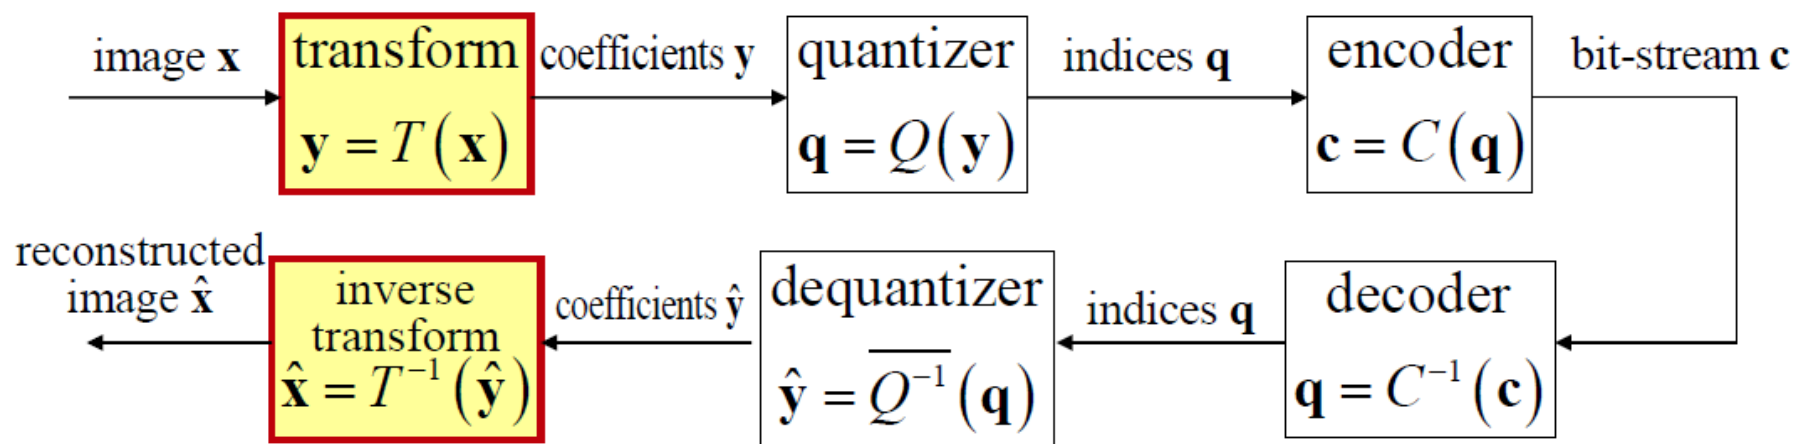 image x
transform
y = T(x)
coefficients y
quantizer
q = Q(y)
indices q
encoder
c = C(q)
bit-stream c
decoder
q = C⁻¹(c)
indices q
dequantizer
ŷ = \overline{Q⁻¹}(q)
coefficients ŷ
inverse
transform
x̂ = T⁻¹(ŷ)
reconstructed
image x̂